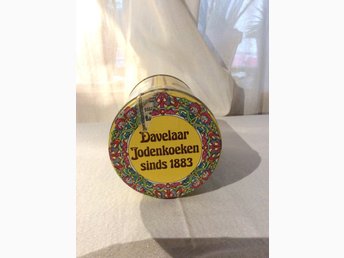 Davelaar
Jodenkoeken
sinds 1883